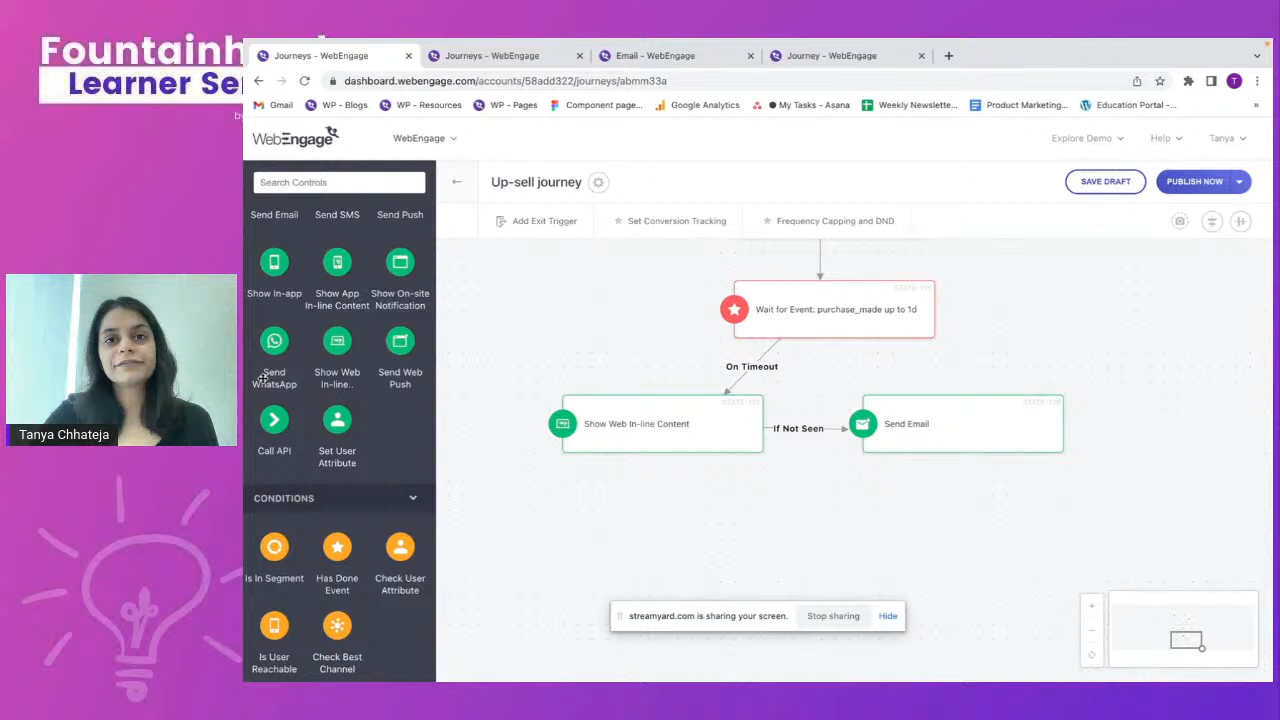 Fountainh
Learner Se
by
Journeys - WebEngage
Journeys - WebEngage
Email - WebEngage
Journey - WebEngage
dashboard.webengage.com/accounts/58add322/journeys/abmm33a
T
Gmail
WP - Blogs
WP - Resources
WP - Pages
Component page...
Google Analytics
My Tasks - Asana
Weekly Newslette...
Product Marketing...
Education Portal -...
WebEngage
WebEngage
Explore Demo
Help
Tanya
Search Controls
Up-sell journey
SAVE DRAFT
PUBLISH NOW
Send Email
Send SMS
Send Push
Add Exit Trigger
Set Conversion Tracking
Frequency Capping and DND
Show In-app
Show App
In-line Content
Show On-site
Notification
Wait for Event: purchase_made up to 1d
Send
WhatsApp
Show Web
In-line..
Send Web
Push
On Timeout
Show Web In-line Content
If Not Seen
Send Email
Call API
Set User
Attribute
Tanya Chhateja
CONDITIONS
Is In Segment
Has Done
Event
Check User
Attribute
Is User
Reachable
Check Best
Channel
streamyard.com is sharing your screen.
Stop sharing
Hide